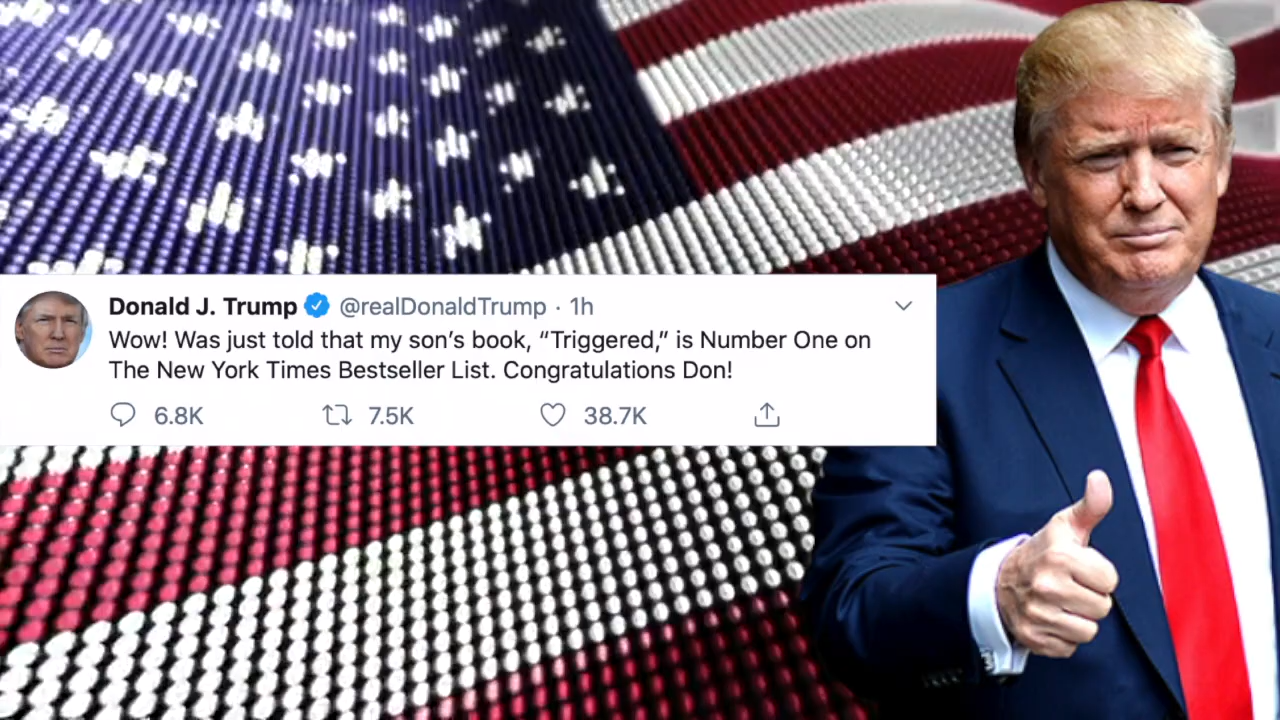 Donald J. Trump @realDonaldTrump · 1h
Wow! Was just told that my son’s book, “Triggered,” is Number One on
The New York Times Bestseller List. Congratulations Don!
6.8K 7.5K 38.7K